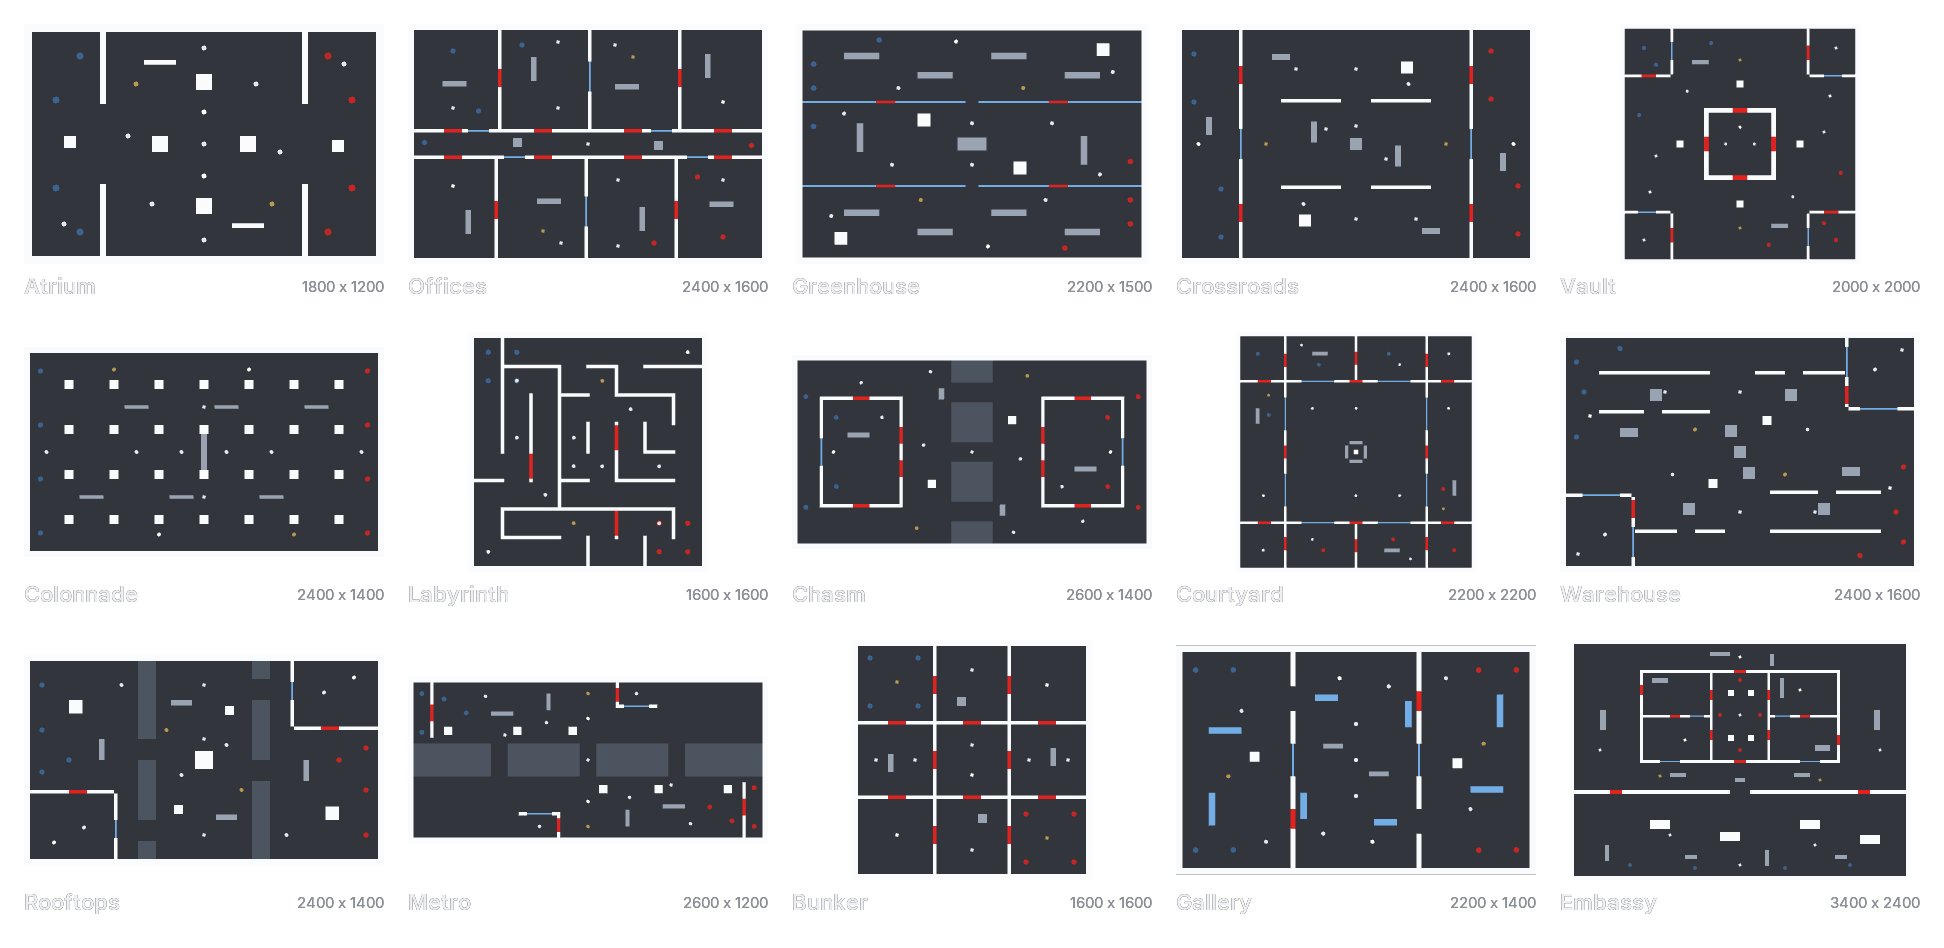 Atrium 1800 x 1200
Offices 2400 x 1600
Greenhouse 2200 x 1500
Crossroads 2400 x 1600
Vault 2000 x 2000
Colonnade 2400 x 1400
Labyrinth 1600 x 1600
Chasm 2600 x 1400
Courtyard 2200 x 2200
Warehouse 2400 x 1600
Rooftops 2400 x 1400
Metro 2600 x 1200
Bunker 1600 x 1600
Gallery 2200 x 1400
Embassy 3400 x 2400